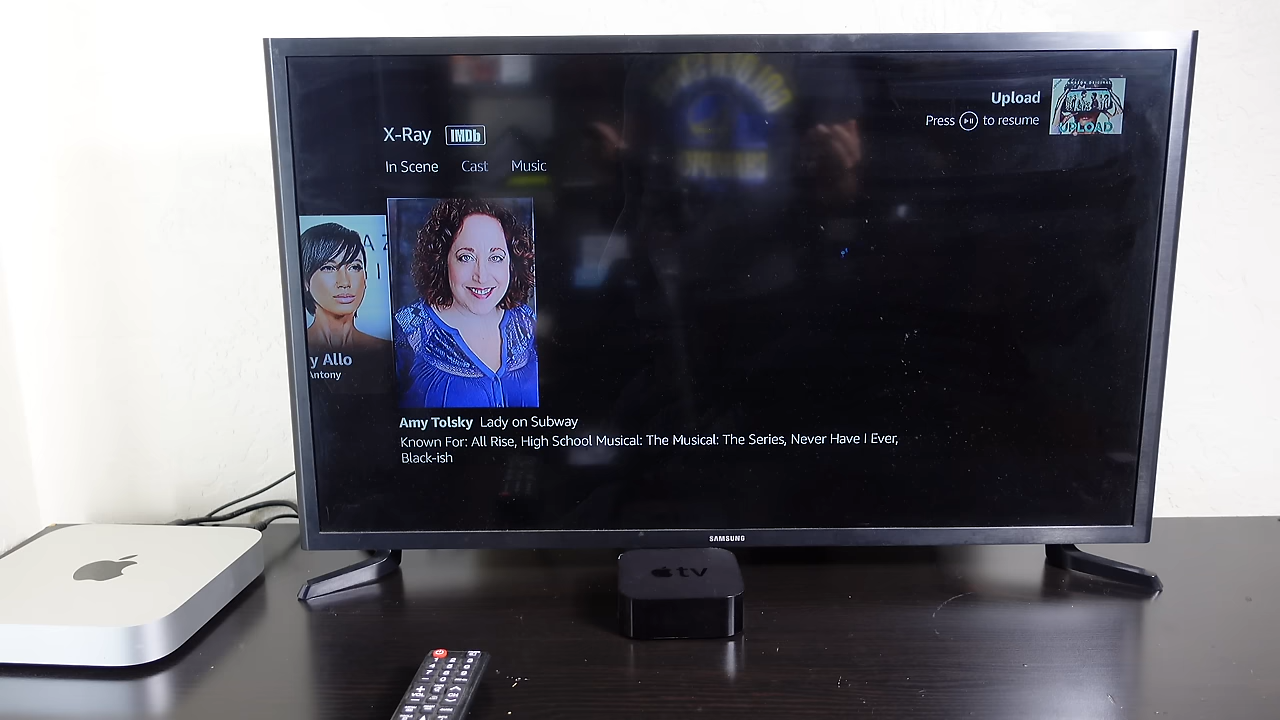 Upload
Press to resume
UPLOAD
X-Ray IMDb
In Scene Cast Music
y Allo
Antony
Amy Tolsky Lady on Subway
Known For: All Rise, High School Musical: The Musical: The Series, Never Have I Ever,
Black-ish
SAMSUNG
tv